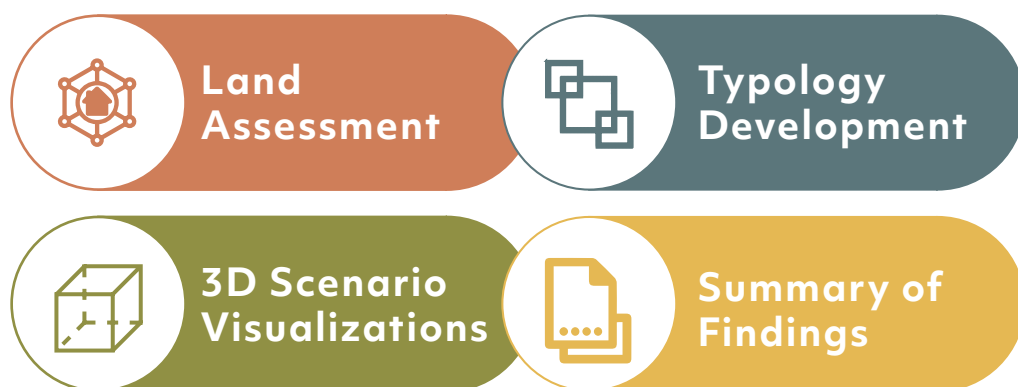 Land
Assessment
Typology
Development
3D Scenario
Visualizations
Summary of
Findings